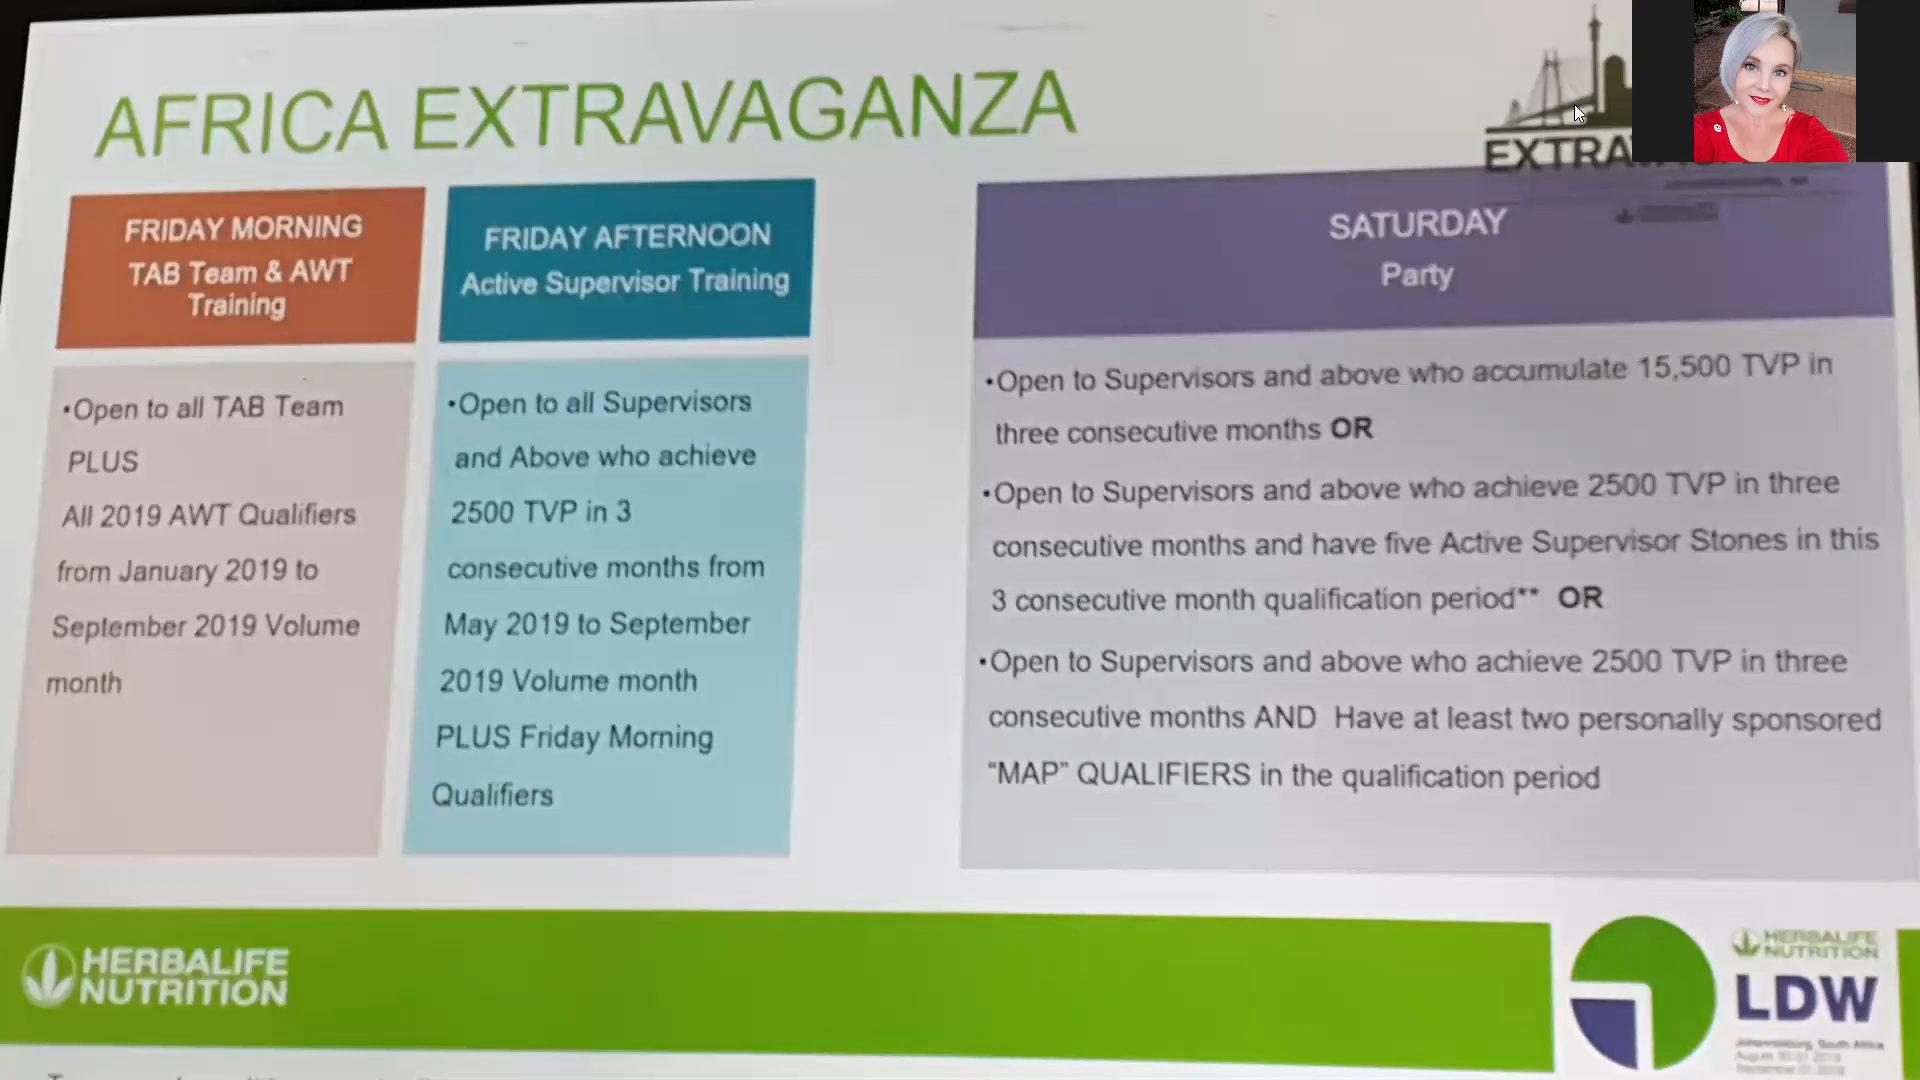 AFRICA EXTRAVAGANZA
EXTRA
FRIDAY MORNING
TAB Team & AWT
Training
•Open to all TAB Team
PLUS
All 2019 AWT Qualifiers
from January 2019 to
September 2019 Volume
month
FRIDAY AFTERNOON
Active Supervisor Training
•Open to all Supervisors
and Above who achieve
2500 TVP in 3
consecutive months from
May 2019 to September
2019 Volume month
PLUS Friday Morning
Qualifiers
SATURDAY
Party
•Open to Supervisors and above who accumulate 15,500 TVP in
three consecutive months OR
•Open to Supervisors and above who achieve 2500 TVP in three
consecutive months and have five Active Supervisor Stones in this
3 consecutive month qualification period** OR
•Open to Supervisors and above who achieve 2500 TVP in three
consecutive months AND Have at least two personally sponsored
“MAP” QUALIFIERS in the qualification period
HERBALIFE
NUTRITION
HERBALIFE
NUTRITION
LDW
Johannesburg, South Africa